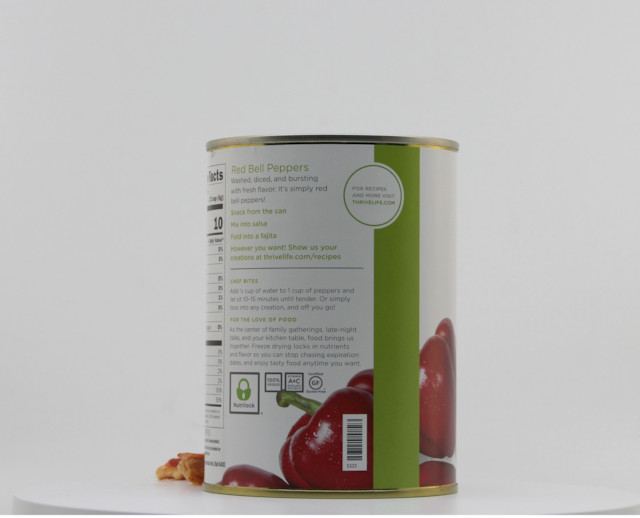 Facts
10
Red Bell Peppers
Washed, diced, and bursting
with fresh flavor. It's simply red
bell peppers!
Snack from the can
Mix into salsa
Fold into a fajita
However you want! Show us your
creations at thrivelife.com/recipes
FOR RECIPES
AND MORE VISIT
THRIVELIFE.COM
CHEF BITES
Add ½ cup of water to 1 cup of peppers and
let sit 10-15 minutes until tender. Or simply
toss into any creation, and off you go!
FOR THE LOVE OF FOOD
As the center of family gatherings, late-night
talks, and your kitchen table, food brings us
together! Freeze drying locks in nutrients
and flavor so you can stop chasing expiration
dates, and enjoy tasty food anytime you want.
nutrilock
100%
A+C
GF